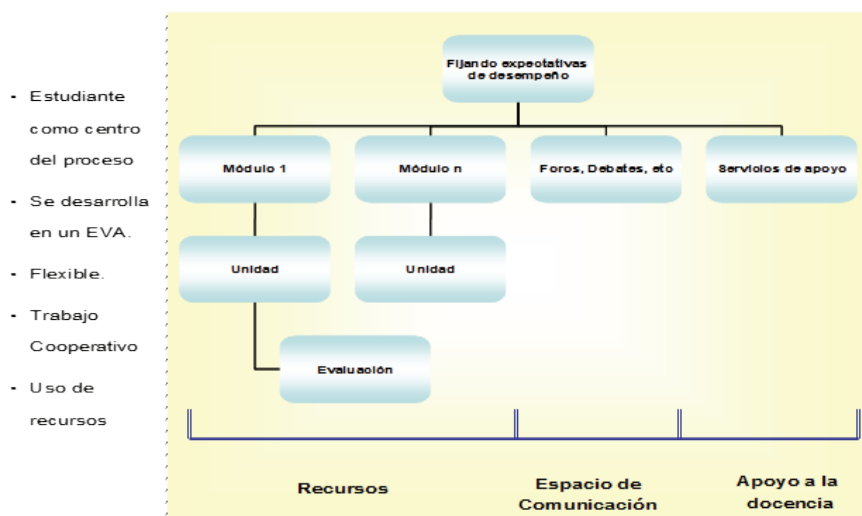 - Estudiante
como centro
del proceso
- Se desarrolla
en un EVA.
- Flexible.
- Trabajo
Cooperativo
- Uso de
recursos
Fijando expectativas
de desempeño
Módulo 1
Módulo n
Foros, Debates, etc
Servicios de apoyo
Unidad
Unidad
Evaluación
Recursos
Espacio de
Comunicación
Apoyo a la
docencia